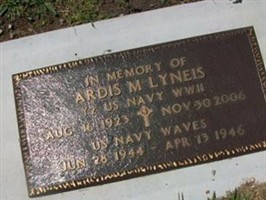 IN MEMORY OF
ARDIS M LYNEIS
US NAVY WWII
AUG 1923 NOV 30 2006
US NAVY WAVES
JUN 28 1944 - APR 13 1946